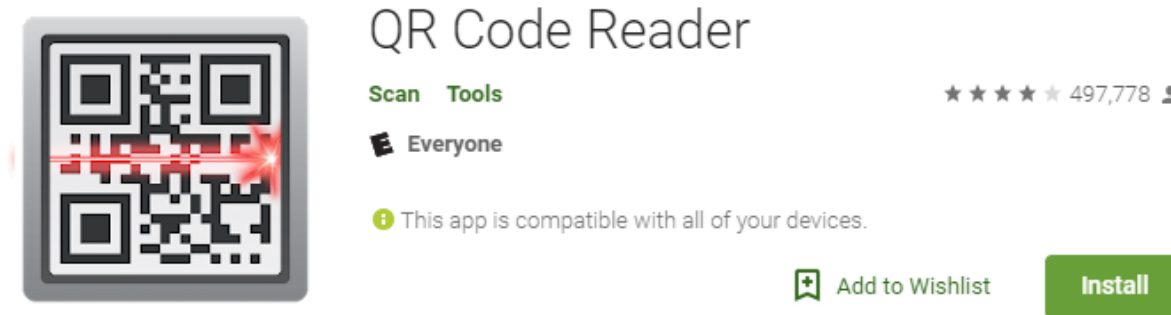 QR Code Reader
Scan Tools 497,778
E Everyone
This app is compatible with all of your devices.
Add to Wishlist Install